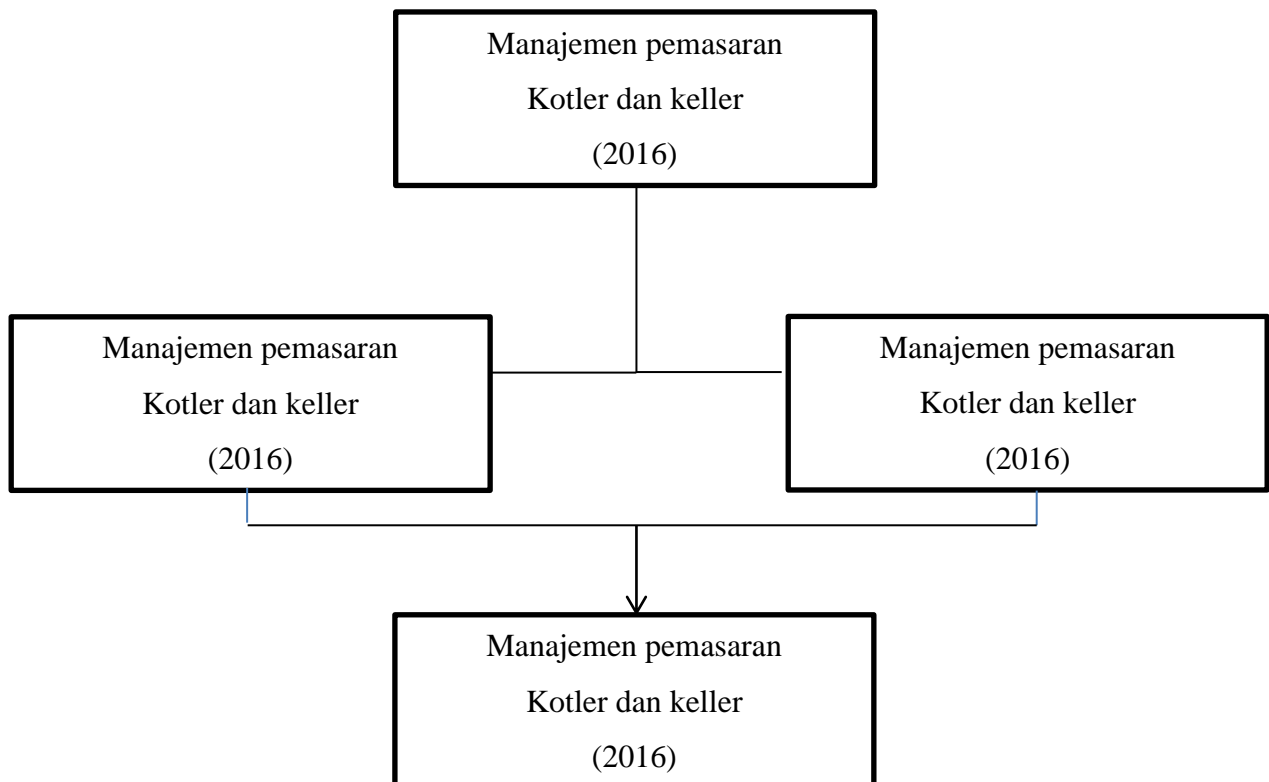 Manajemen pemasaran
Kotler dan keller
(2016)
Manajemen pemasaran
Kotler dan keller
(2016)
Manajemen pemasaran
Kotler dan keller
(2016)
Manajemen pemasaran
Kotler dan keller
(2016)